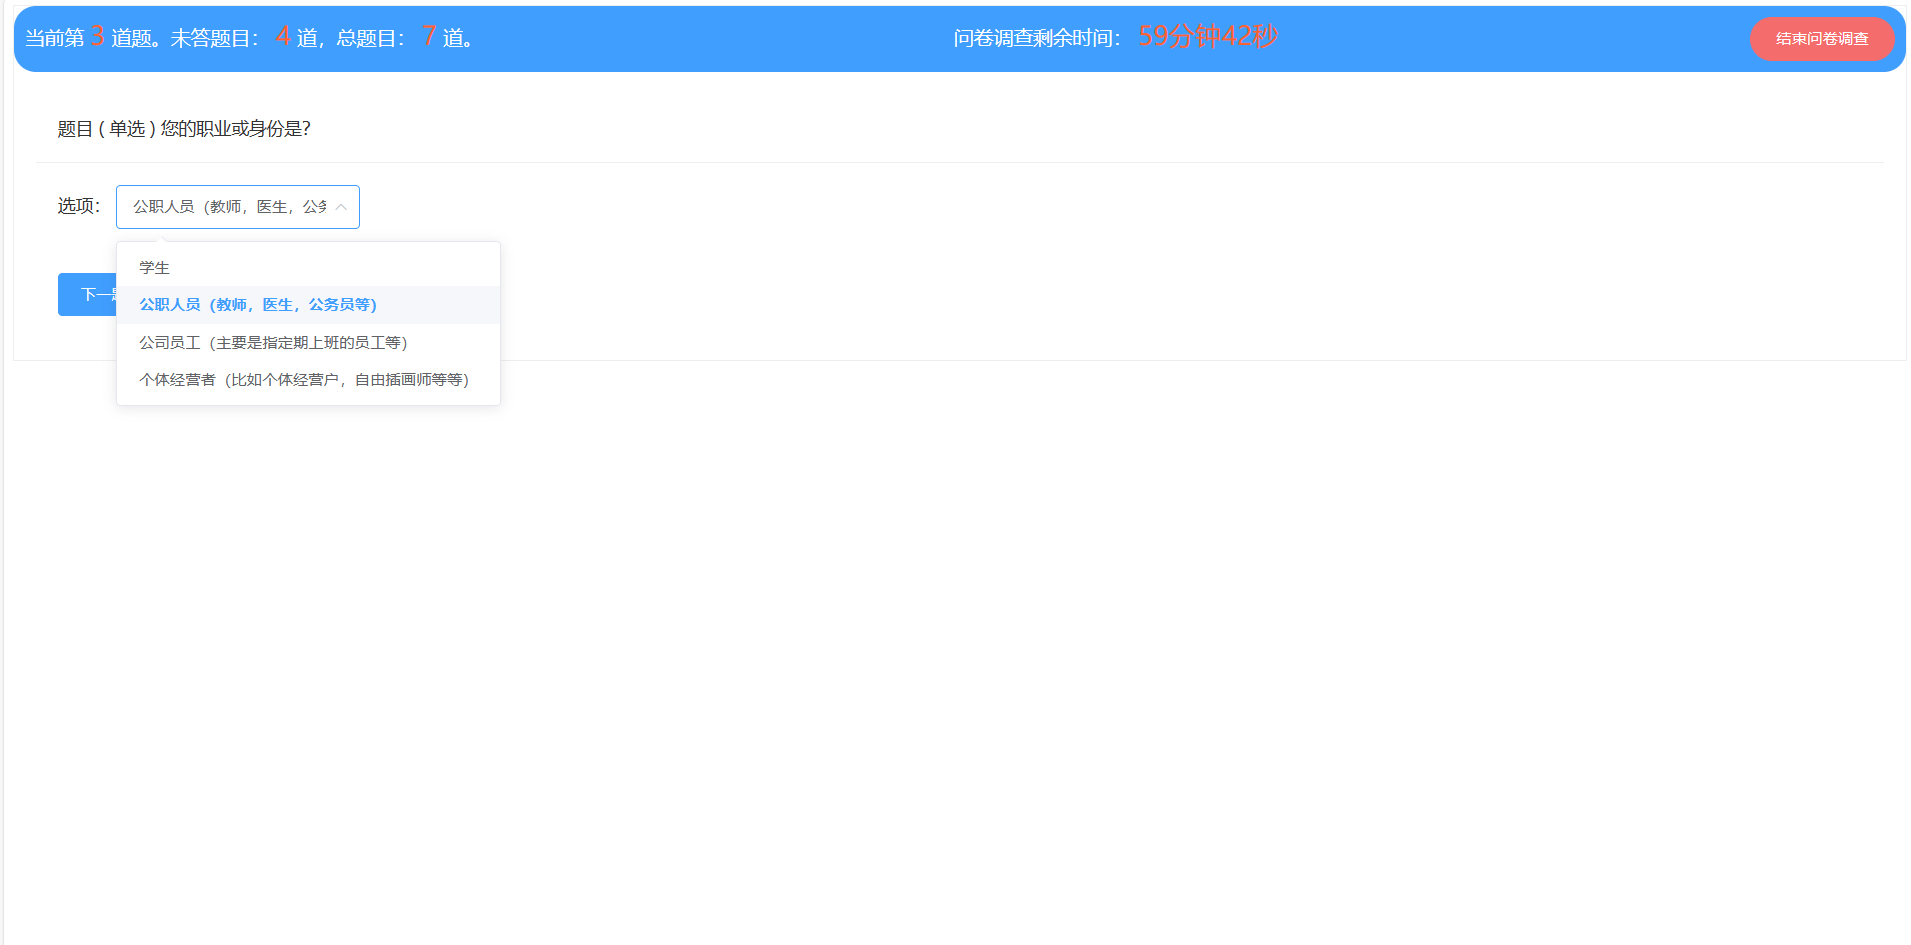 当前第 3 道题。未答题目： 4 道，总题目： 7 道。
问卷调查剩余时间： 59分钟42秒
结束问卷调查
题目 ( 单选 ) 您的职业或身份是?
选项：
公职人员（教师，医生，公务
学生
下一题
公职人员（教师，医生，公务员等）
公司员工（主要是指定期上班的员工等）
个体经营者（比如个体经营户，自由插画师等等）